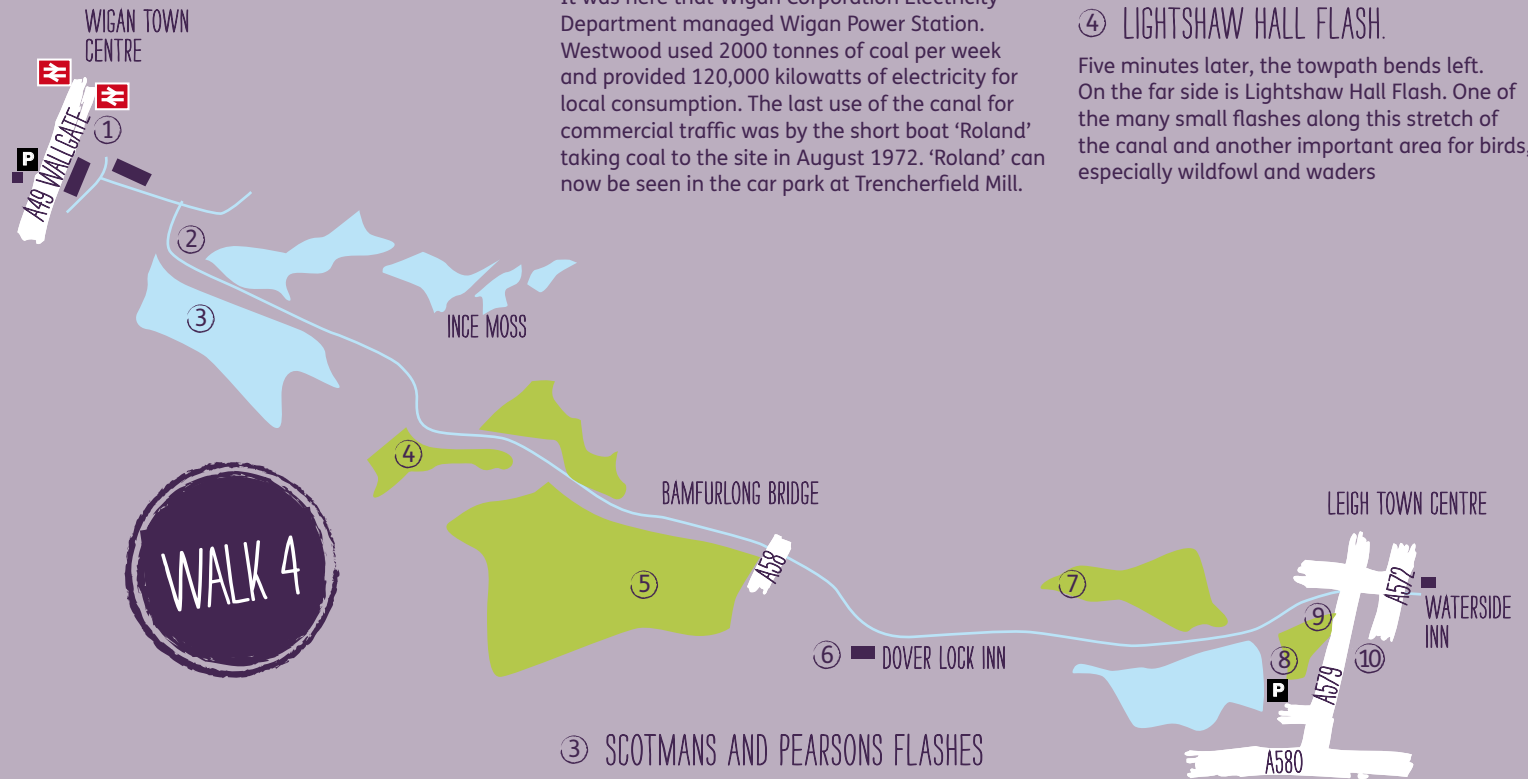 WIGAN TOWN
CENTRE
A49 WALLGATE
P
1
2
3
INCE MOSS
4
5
BAMFURLONG BRIDGE
A58
WALK 4
6
DOVER LOCK INN
7
8
9
10
P
LEIGH TOWN CENTRE
A572
WATERSIDE
INN
A579
A580
It was here that Wigan Corporation Electricity
Department managed Wigan Power Station.
Westwood used 2000 tonnes of coal per week
and provided 120,000 kilowatts of electricity for
local consumption. The last use of the canal for
commercial traffic was by the short boat ‘Roland’
taking coal to the site in August 1972. ‘Roland’ can
now be seen in the car park at Trencherfield Mill.
3 SCOTMANS AND PEARSONS FLASHES
4 LIGHTSHAW HALL FLASH.
Five minutes later, the towpath bends left.
On the far side is Lightshaw Hall Flash. One of
the many small flashes along this stretch of
the canal and another important area for birds,
especially wildfowl and waders